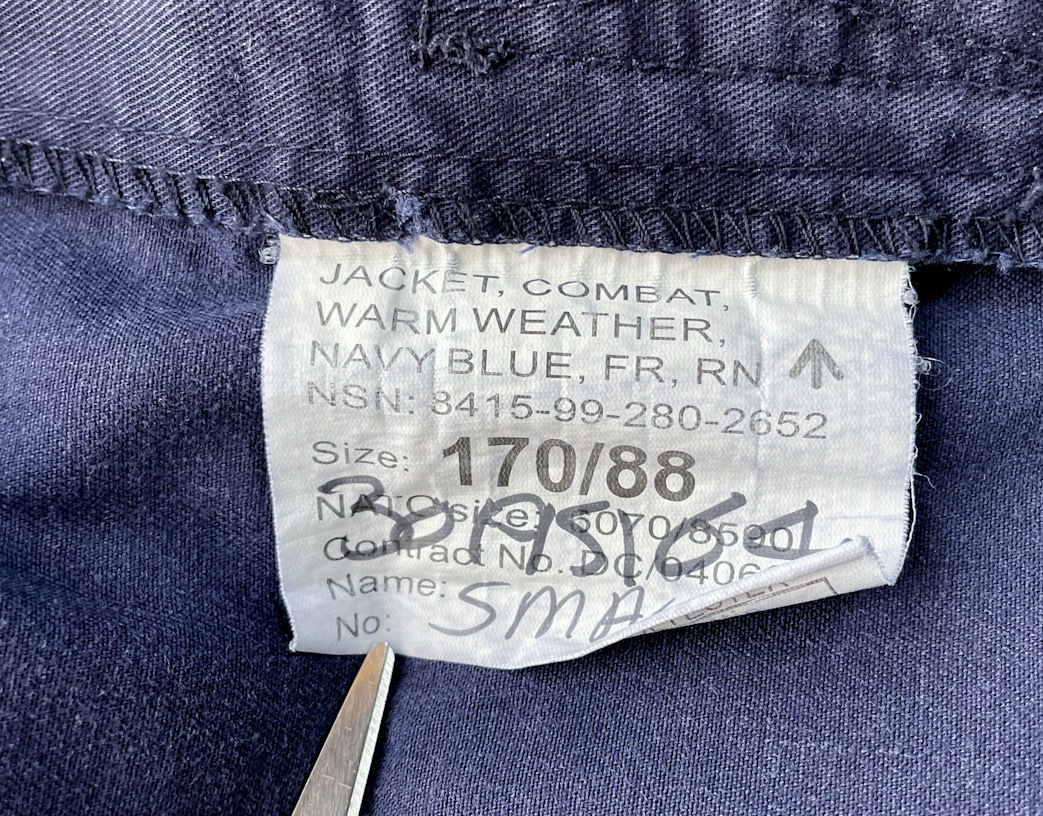 JACKET, COMBAT,
WARM WEATHER,
NAVY BLUE, FR, RN
NSN: 8415-99-280-2652
Size: 170/88
NATO size: 6070/8590
Contract No. DC/0406
Name:
No: SMA